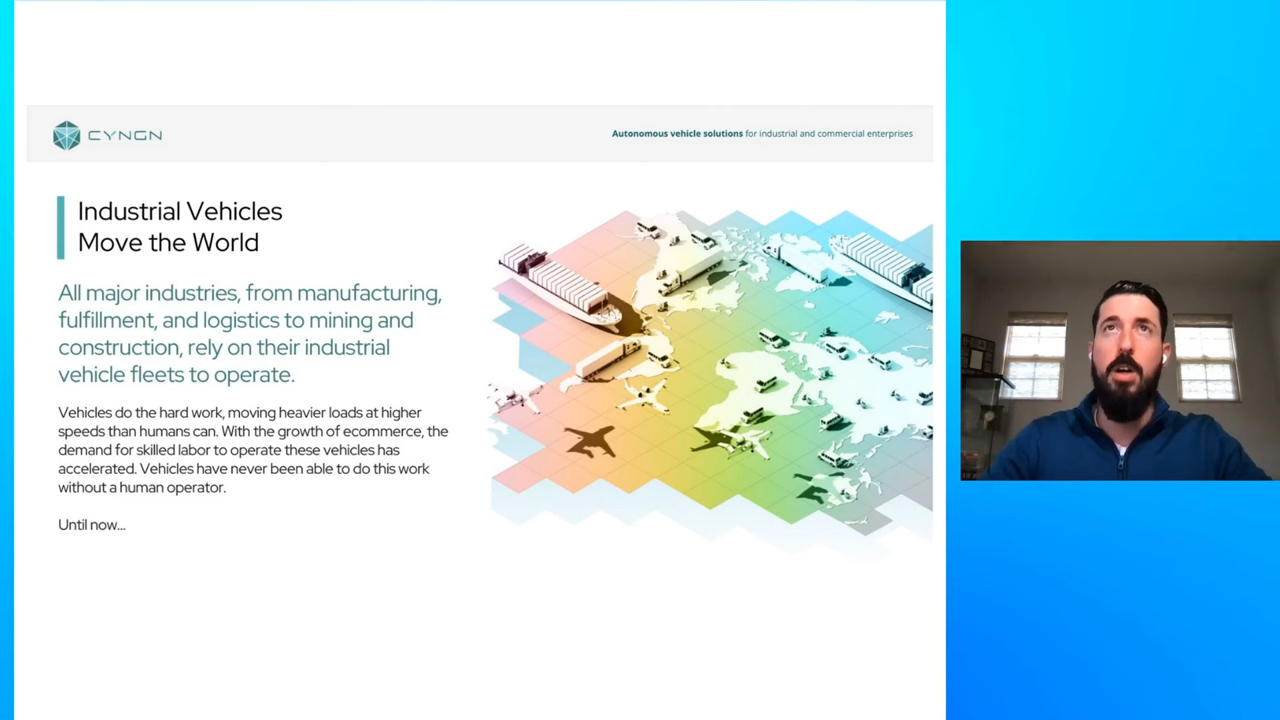 CYNGN
Autonomous vehicle solutions for industrial and commercial enterprises
Industrial Vehicles
Move the World
All major industries, from manufacturing,
fulfillment, and logistics to mining and
construction, rely on their industrial
vehicle fleets to operate.
Vehicles do the hard work, moving heavier loads at higher
speeds than humans can. With the growth of ecommerce, the
demand for skilled labor to operate these vehicles has
accelerated. Vehicles have never been able to do this work
without a human operator.
Until now...